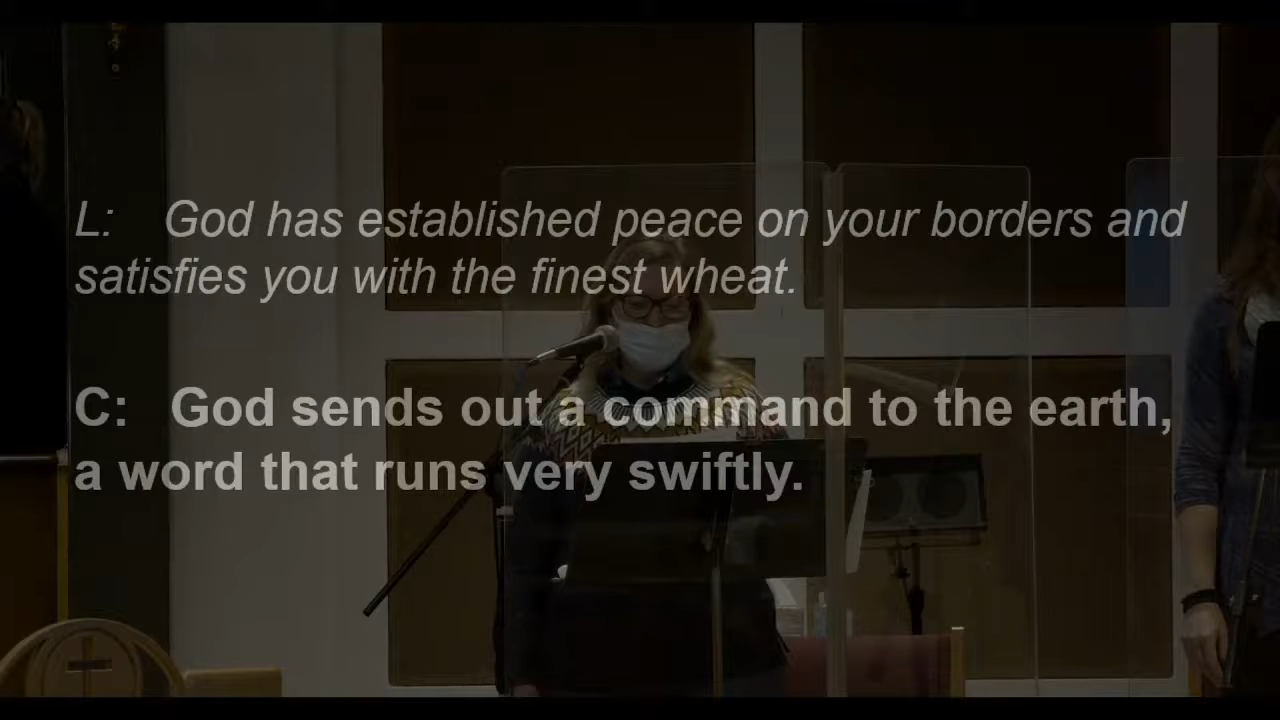 L: God has established peace on your borders and
satisfies you with the finest wheat.
C: God sends out a command to the earth,
a word that runs very swiftly.